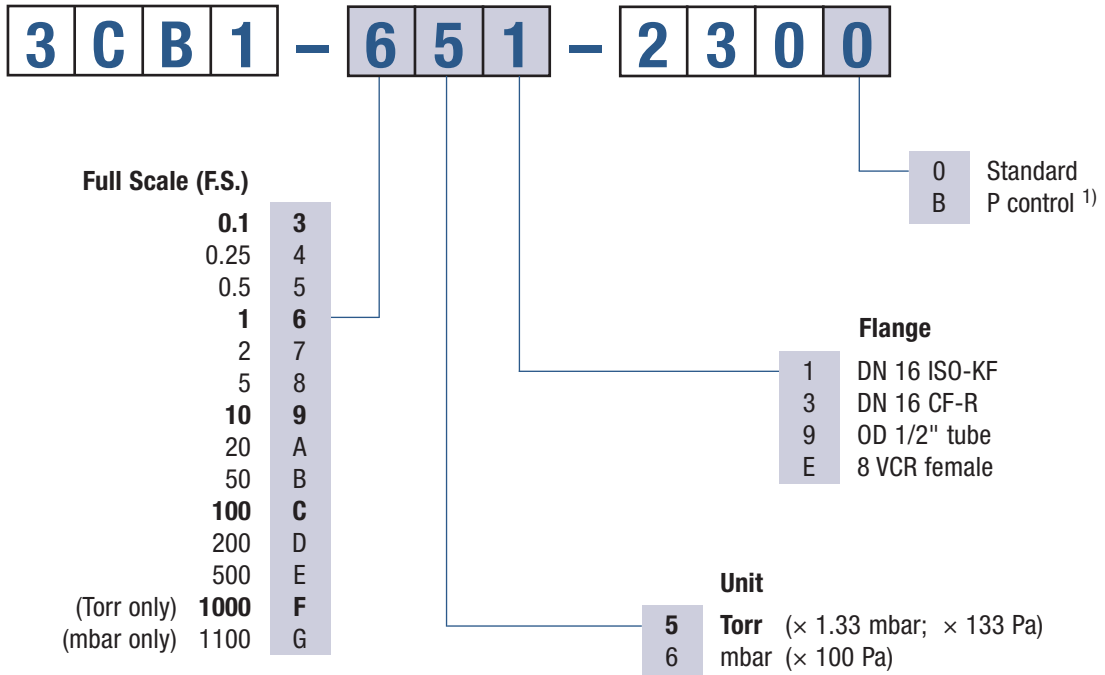 3CB1 – 651 – 2300
0 Standard
B P control 1)
Full Scale (F.S.)
0.1 3
0.25 4
0.5 5
1 6
2 7
5 8
10 9
20 A
50 B
100 C
200 D
500 E
(Torr only) 1000 F
(mbar only) 1100 G
Flange
1 DN 16 ISO-KF
3 DN 16 CF-R
9 OD 1/2" tube
E 8 VCR female
Unit
5 Torr (× 1.33 mbar; × 133 Pa)
6 mbar (× 100 Pa)